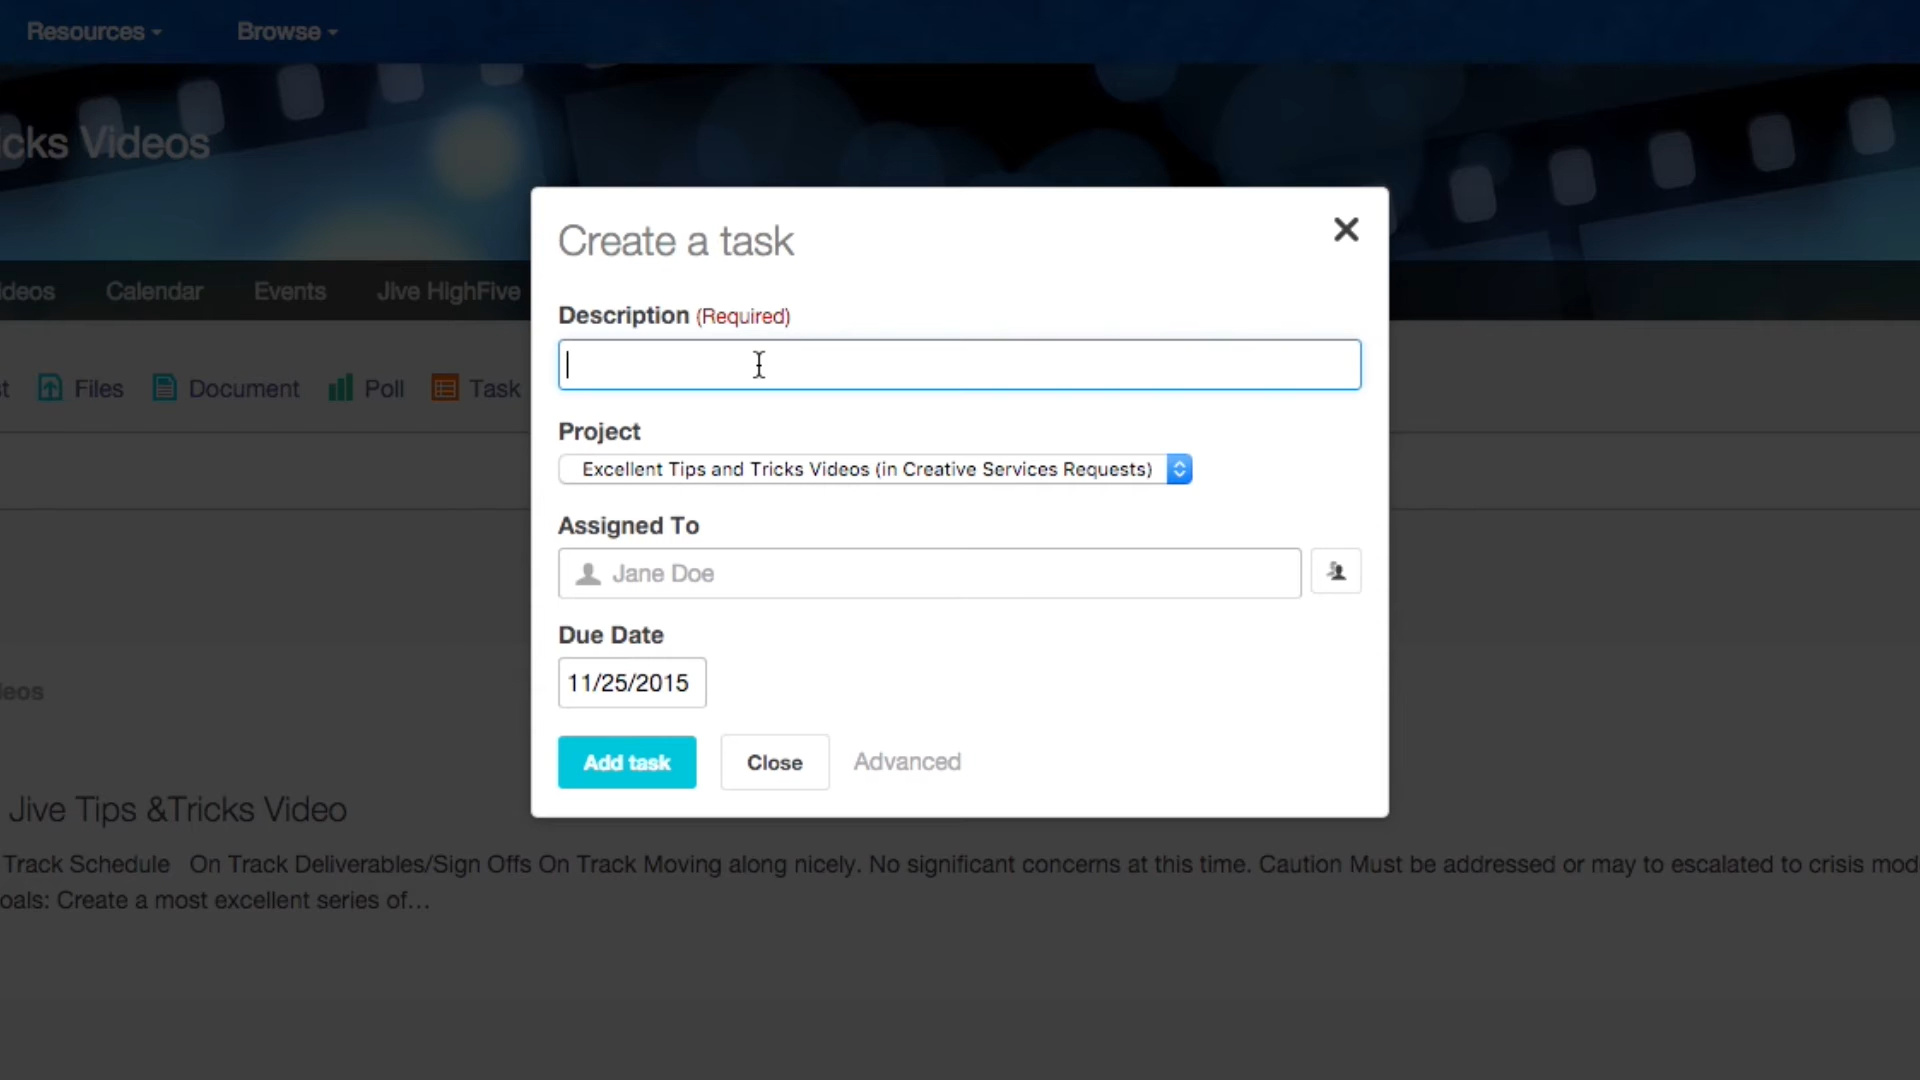 Resources Browse
cks Videos
Create a task
Description (Required)
deos Calendar Events Jive HighFive
t Files Document Poll Task
Project
Excellent Tips and Tricks Videos (in Creative Services Requests)
Assigned To
Jane Doe
Due Date
11/25/2015
eos
Add task Close Advanced
Jive Tips &Tricks Video
Track Schedule On Track Deliverables/Sign Offs On Track Moving along nicely. No significant concerns at this time. Caution Must be addressed or may to escalated to crisis mod
oals: Create a most excellent series of...